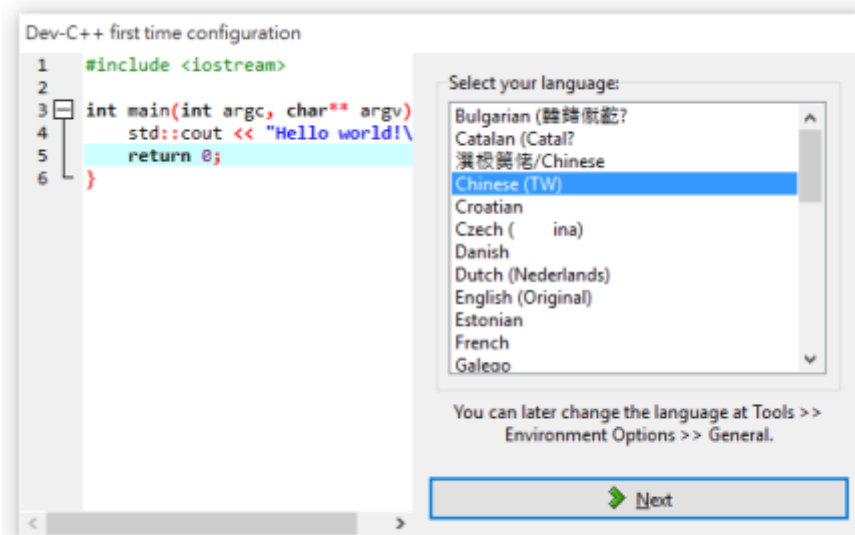 Dev-C++ first time configuration
1 #include <iostream>
2
3 int main(int argc, char** argv)
4 std::cout << "Hello world!\
5 return 0;
6 }
Select your language:
Bulgarian (
Catalan (Catal?
/Chinese
Chinese (TW)
Croatian
Czech ( ina)
Danish
Dutch (Nederlands)
English (Original)
Estonian
French
Galego
You can later change the language at Tools >>
Environment Options >> General.
Next